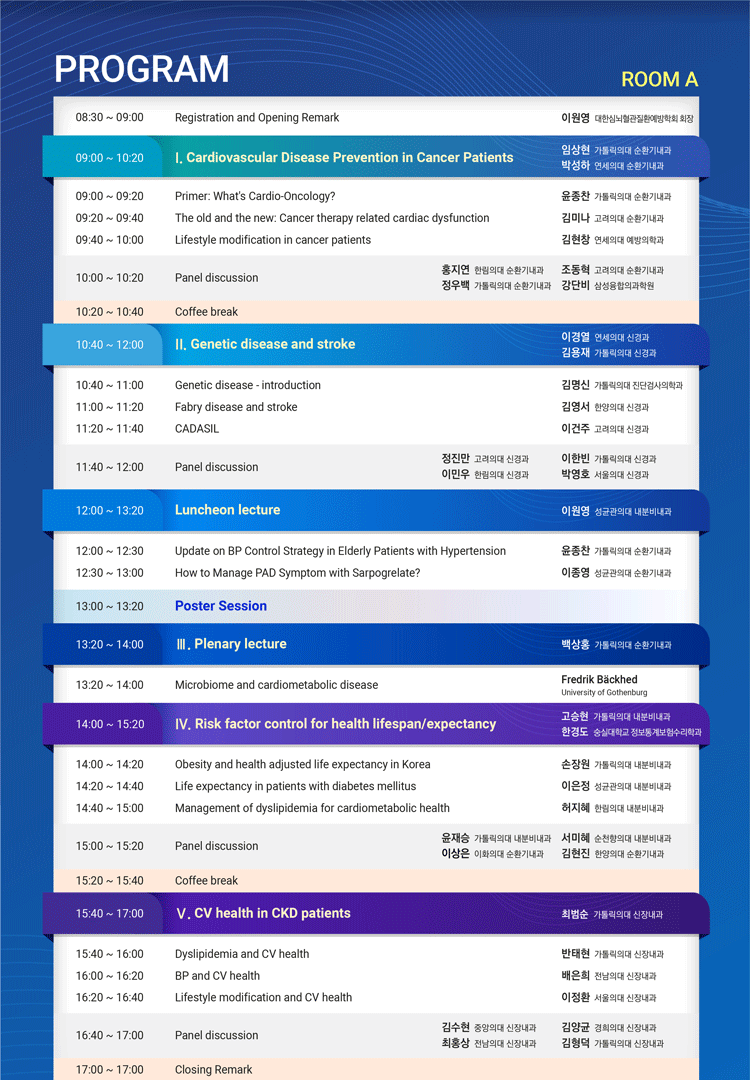 PROGRAM
ROOM A
08:30 ~ 09:00 Registration and Opening Remark 이원영 대한심뇌혈관질환예방학회 회장
09:00 ~ 10:20 Ⅰ. Cardiovascular Disease Prevention in Cancer Patients 임상현 가톨릭의대 순환기내과
박성하 연세의대 순환기내과
09:00 ~ 09:20 Primer: What's Cardio-Oncology? 윤종찬 가톨릭의대 순환기내과
09:20 ~ 09:40 The old and the new: Cancer therapy related cardiac dysfunction 김미나 고려의대 순환기내과
09:40 ~ 10:00 Lifestyle modification in cancer patients 김현창 연세의대 예방의학과
10:00 ~ 10:20 Panel discussion 홍지연 한림의대 순환기내과 조동혁 고려의대 순환기내과
정우백 가톨릭의대 순환기내과 강단비 삼성융합의과학원
10:20 ~ 10:40 Coffee break
10:40 ~ 12:00 Ⅱ. Genetic disease and stroke 이경열 연세의대 신경과
김용재 가톨릭의대 신경과
10:40 ~ 11:00 Genetic disease - introduction 김명신 가톨릭의대 진단검사의학과
11:00 ~ 11:20 Fabry disease and stroke 김영서 한양의대 신경과
11:20 ~ 11:40 CADASIL 이건주 고려의대 신경과
11:40 ~ 12:00 Panel discussion 정진만 고려의대 신경과 이한빈 가톨릭의대 신경과
이민우 한림의대 신경과 박영호 서울의대 신경과
12:00 ~ 13:20 Luncheon lecture 이원영 성균관의대 내분비내과
12:00 ~ 12:30 Update on BP Control Strategy in Elderly Patients with Hypertension 윤종찬 가톨릭의대 순환기내과
12:30 ~ 13:00 How to Manage PAD Symptom with Sarpogrelate? 이종영 성균관의대 순환기내과
13:00 ~ 13:20 Poster Session
13:20 ~ 14:00 Ⅲ. Plenary lecture 백상홍 가톨릭의대 순환기내과
13:20 ~ 14:00 Microbiome and cardiometabolic disease Fredrik Bäckhed
University of Gothenburg
14:00 ~ 15:20 Ⅳ. Risk factor control for health lifespan/expectancy 고승현 가톨릭의대 내분비내과
한경도 숭실대학교 정보통계보험수리학과
14:00 ~ 14:20 Obesity and health adjusted life expectancy in Korea 손장원 가톨릭의대 내분비내과
14:20 ~ 14:40 Life expectancy in patients with diabetes mellitus 이은정 성균관의대 내분비내과
14:40 ~ 15:00 Management of dyslipidemia for cardiometabolic health 허지혜 한림의대 내분비내과
15:00 ~ 15:20 Panel discussion 윤재승 가톨릭의대 내분비내과 서미혜 순천향의대 내분비내과
이상은 이화의대 순환기내과 김현진 한양의대 순환기내과
15:20 ~ 15:40 Coffee break
15:40 ~ 17:00 Ⅴ. CV health in CKD patients 최범순 가톨릭의대 신장내과
15:40 ~ 16:00 Dyslipidemia and CV health 반태현 가톨릭의대 신장내과
16:00 ~ 16:20 BP and CV health 배은희 전남의대 신장내과
16:20 ~ 16:40 Lifestyle modification and CV health 이정환 서울의대 신장내과
16:40 ~ 17:00 Panel discussion 김수현 중앙의대 신장내과 김양균 경희의대 신장내과
최홍상 전남의대 신장내과 김형덕 가톨릭의대 신장내과
17:00 ~ 17:00 Closing Remark